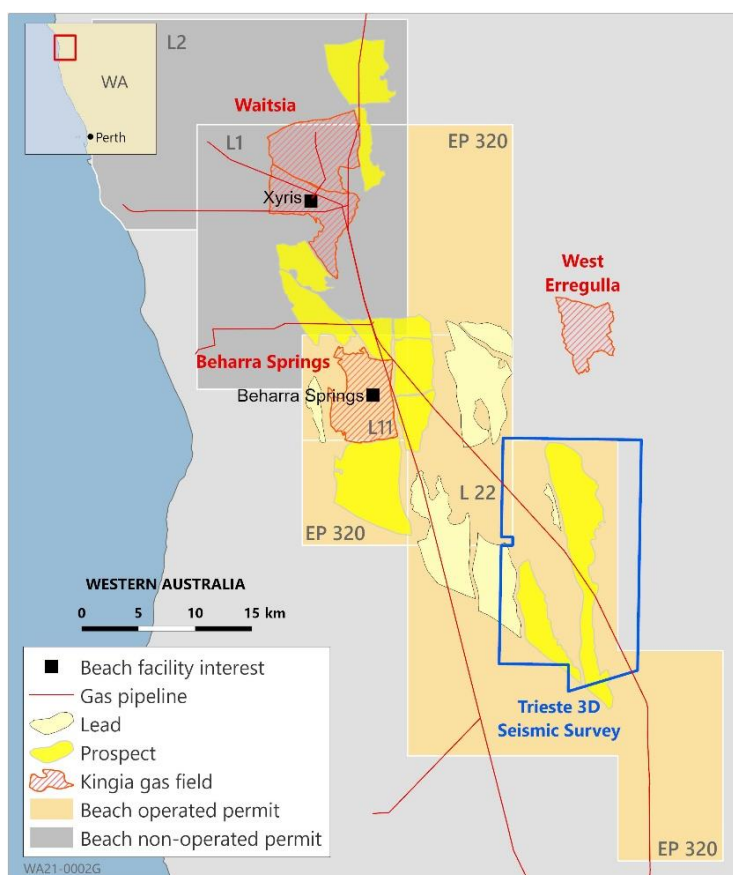 L2
WA
Perth
Waitsia
L1
EP 320
Xyris
West
Erregulla
Beharra Springs
Beharra Springs
L11
L 22
EP 320
WESTERN AUSTRALIA
0 5 10 15 km
Trieste 3D
Seismic Survey
Beach facility interest
Gas pipeline
Lead
Prospect
Kingia gas field
Beach operated permit
Beach non-operated permit
EP 320
WA21-0002G